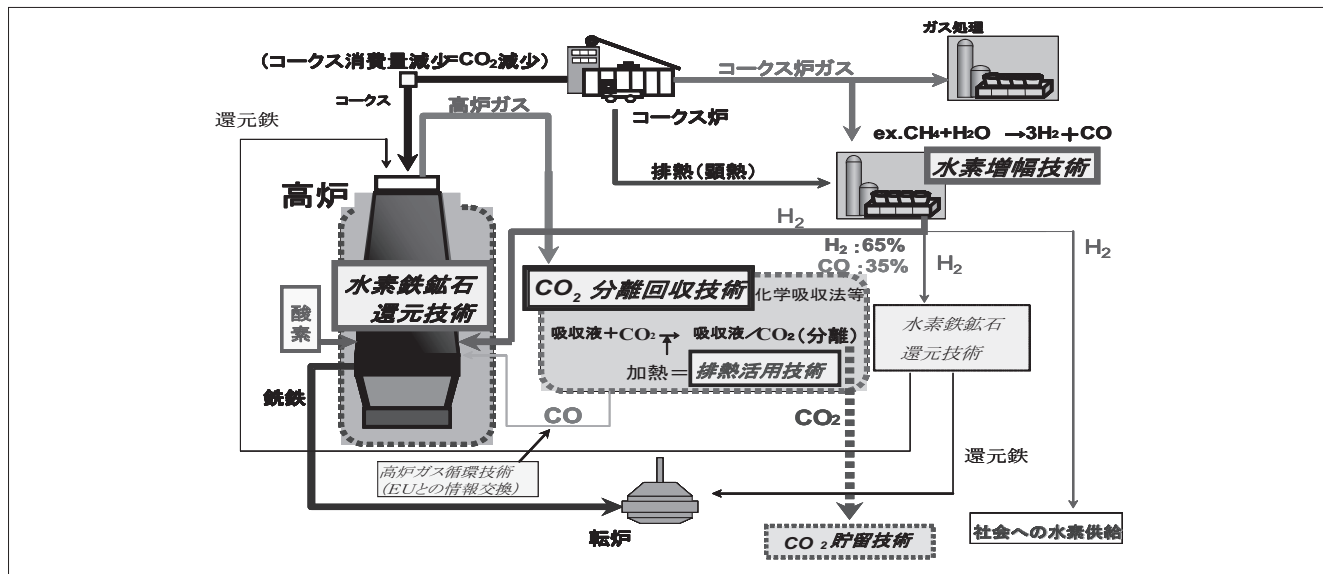 ガス処理
(コークス消費量減少=CO₂減少)
コークス炉ガス
コークス
高炉ガス
コークス炉
還元鉄
ex.CH₄+H₂O →3H₂+CO
水素増幅技術
排熱(顕熱)
高炉
H₂
H₂:65%
CO:35%
H₂
H₂
CO₂ 分離回収技術
化学吸収法等
水素鉄鉱石
還元技術
酸素
吸収液+CO₂ → 吸収液/CO₂(分離)
水素鉄鉱石
還元技術
加熱=排熱活用技術
銑鉄
CO
CO₂
還元鉄
高炉ガス循環技術
(EUとの情報交換)
転炉
CO₂貯留技術
社会への水素供給